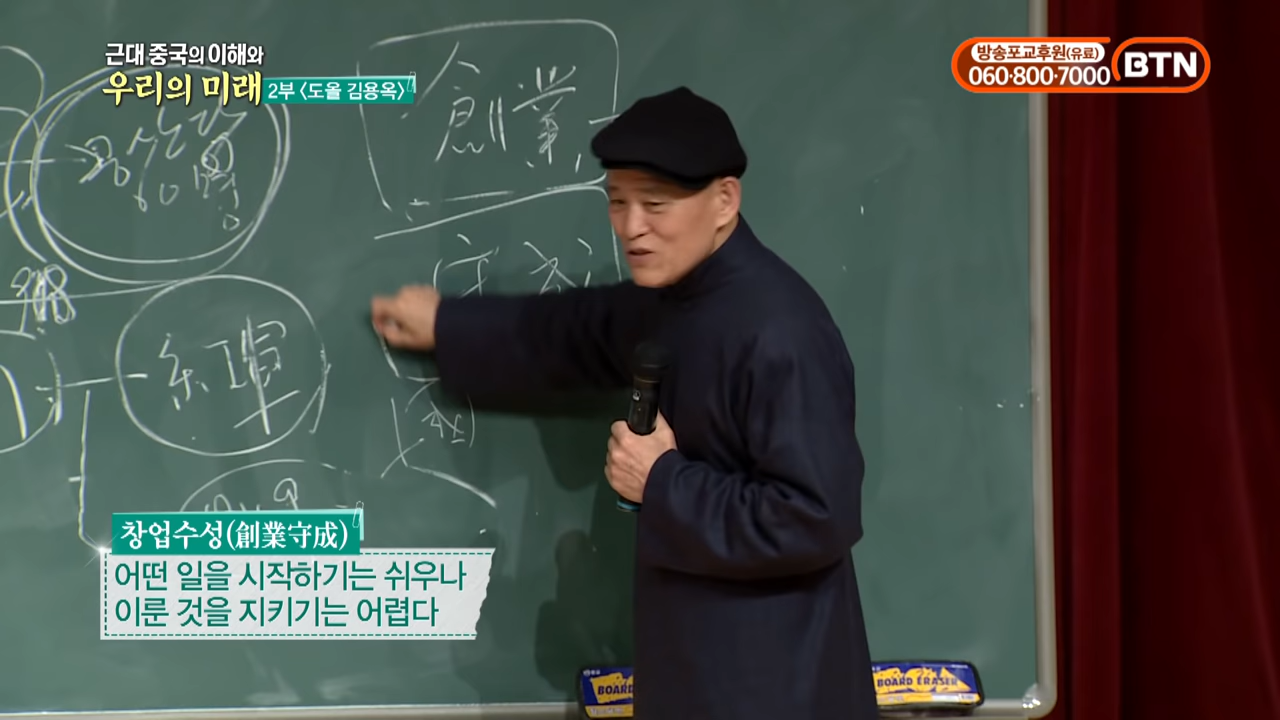 근대 중국의 이해와
우리의 미래 2부 <도올 김용옥>
방송포교후원(유료)
060·800·7000 BTN
創業
紅軍
창업수성(創業守成)
어떤 일을 시작하기는 쉬우나
이룬 것을 지키기는 어렵다
BOARD ERASER